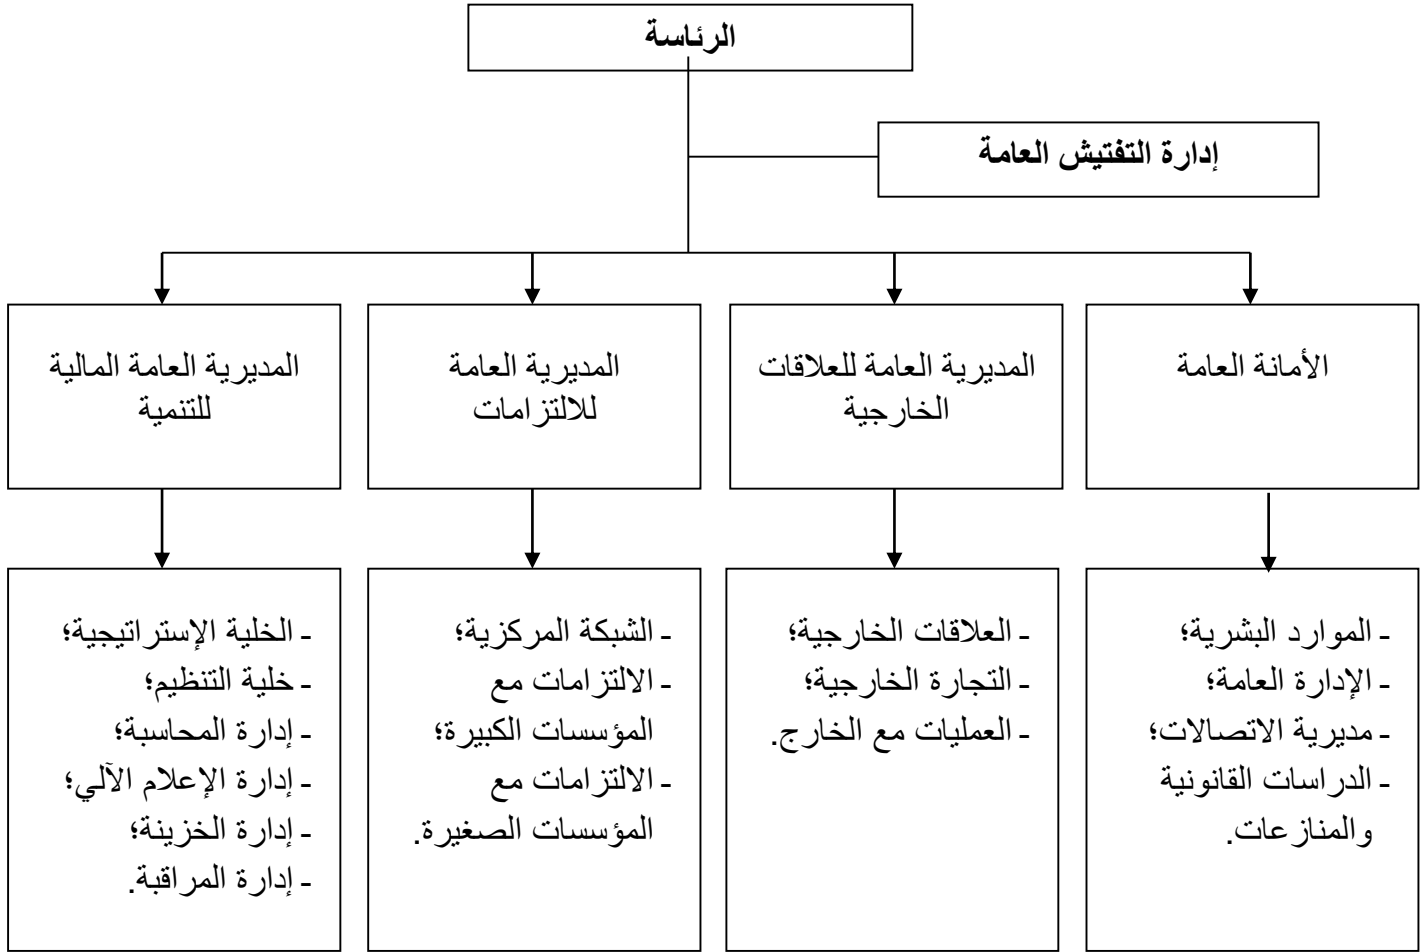 الرئاسة
إدارة التفتيش العامة
الأمانة العامة
المديرية العامة للعلاقات
الخارجية
المديرية العامة
للالتزامات
المديرية العامة المالية
للتنمية
- الموارد البشرية؛
- الإدارة العامة؛
- مديرية الاتصالات؛
- الدراسات القانونية
والمنازعات.
- العلاقات الخارجية؛
- التجارة الخارجية؛
- العمليات مع الخارج.
- الشبكة المركزية؛
- الالتزامات مع
المؤسسات الكبيرة؛
- الالتزامات مع
المؤسسات الصغيرة.
- الخلية الإستراتيجية؛
- خلية التنظيم؛
- إدارة المحاسبة؛
- إدارة الإعلام الآلي؛
- إدارة الخزينة؛
- إدارة المراقبة.